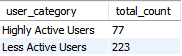 user_category total_count
Highly Active Users 77
Less Active Users 223